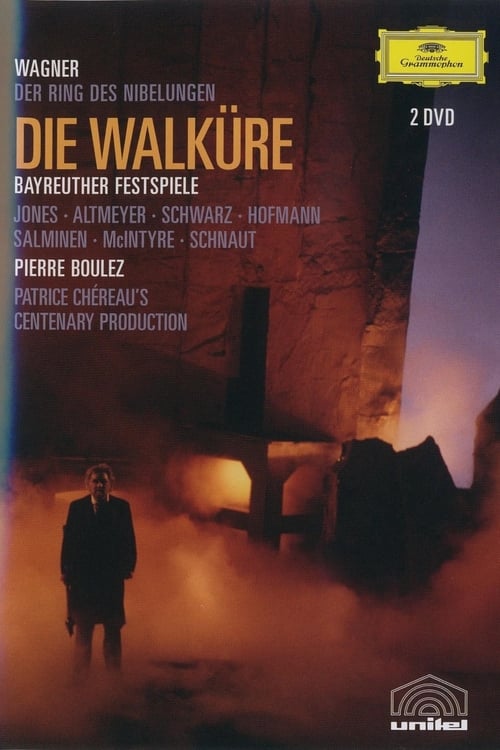 WAGNER
DER RING DES NIBELUNGEN
DIE WALKÜRE
BAYREUTHER FESTSPIELE
JONES · ALTMEYER · SCHWARZ · HOFMANN
SALMINEN · McINTYRE · SCHNAUT
PIERRE BOULEZ
PATRICE CHÉREAU'S
CENTENARY PRODUCTION
Deutsche
Grammophon
2 DVD
unitel